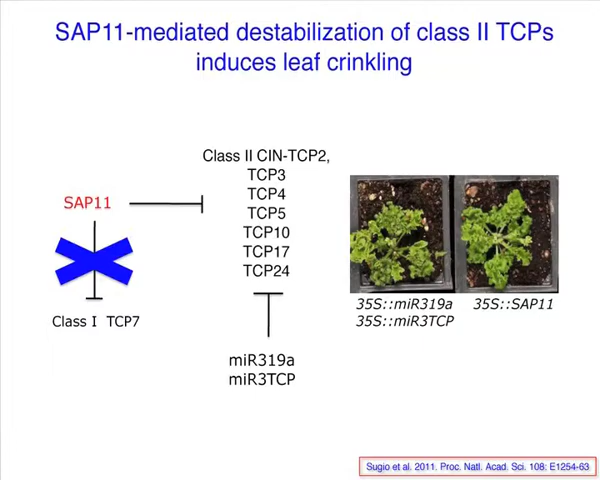 SAP11-mediated destabilization of class II TCPs
induces leaf crinkling
Class II CIN-TCP2,
TCP3
TCP4
TCP5
TCP10
TCP17
TCP24
SAP11
Class I TCP7
miR319a
miR3TCP
35S::miR319a
35S::miR3TCP
35S::SAP11
Sugio et al. 2011. Proc. Natl. Acad. Sci. 108: E1254-63